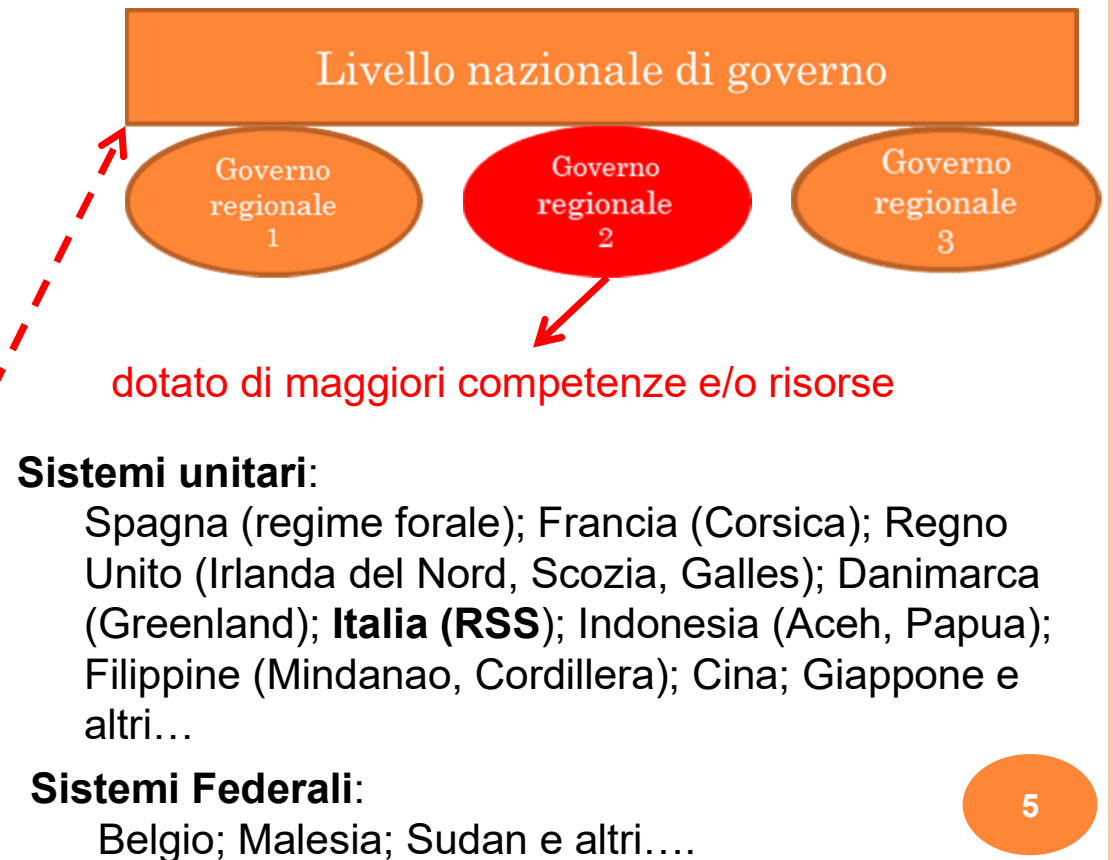 Livello nazionale di governo
Governo
regionale
1
Governo
regionale
2
Governo
regionale
3
dotato di maggiori competenze e/o risorse
Sistemi unitari:
Spagna (regime forale); Francia (Corsica); Regno
Unito (Irlanda del Nord, Scozia, Galles); Danimarca
(Greenland); Italia (RSS); Indonesia (Aceh, Papua);
Filippine (Mindanao, Cordillera); Cina; Giappone e
altri…
Sistemi Federali:
Belgio; Malesia; Sudan e altri….
5